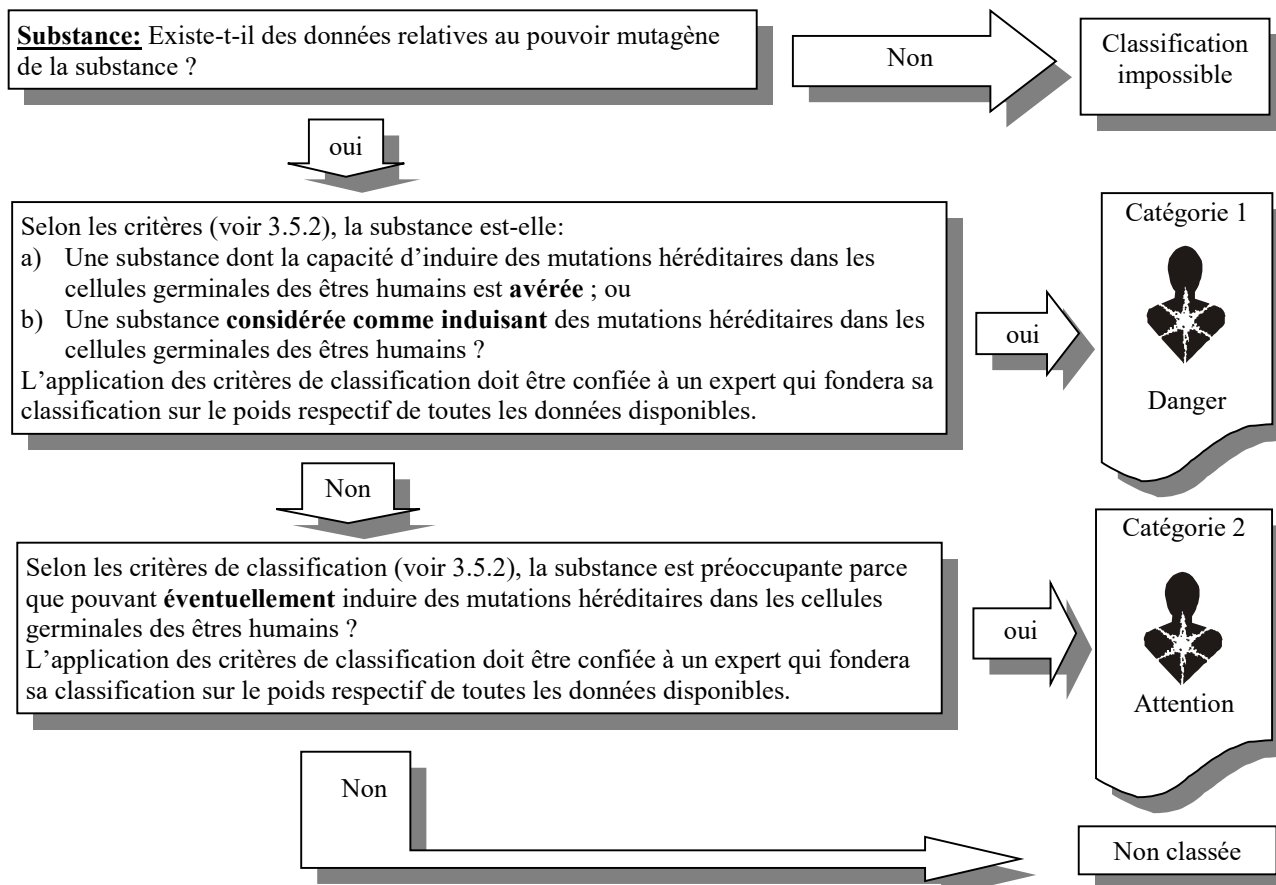 Substance: Existe-t-il des données relatives au pouvoir mutagène
de la substance ?
Non
Classification
impossible
oui
Selon les critères (voir 3.5.2), la substance est-elle:
a) Une substance dont la capacité d’induire des mutations héréditaires dans les
cellules germinales des êtres humains est avérée ; ou
b) Une substance considérée comme induisant des mutations héréditaires dans les
cellules germinales des êtres humains ?
L’application des critères de classification doit être confiée à un expert qui fondera sa
classification sur le poids respectif de toutes les données disponibles.
oui
Catégorie 1
Danger
Non
Selon les critères de classification (voir 3.5.2), la substance est préoccupante parce
que pouvant éventuellement induire des mutations héréditaires dans les cellules
germinales des êtres humains ?
L’application des critères de classification doit être confiée à un expert qui fondera
sa classification sur le poids respectif de toutes les données disponibles.
oui
Catégorie 2
Attention
Non
Non classée